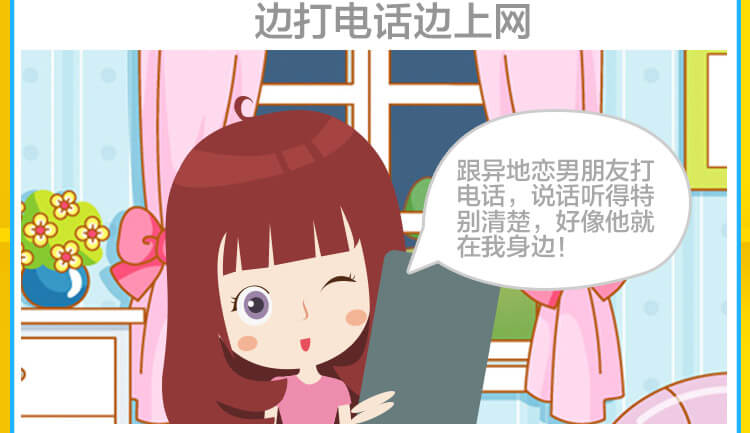 边打电话边上网
跟异地恋男朋友打
电话，说话听得特
别清楚，好像他就
在我身边！